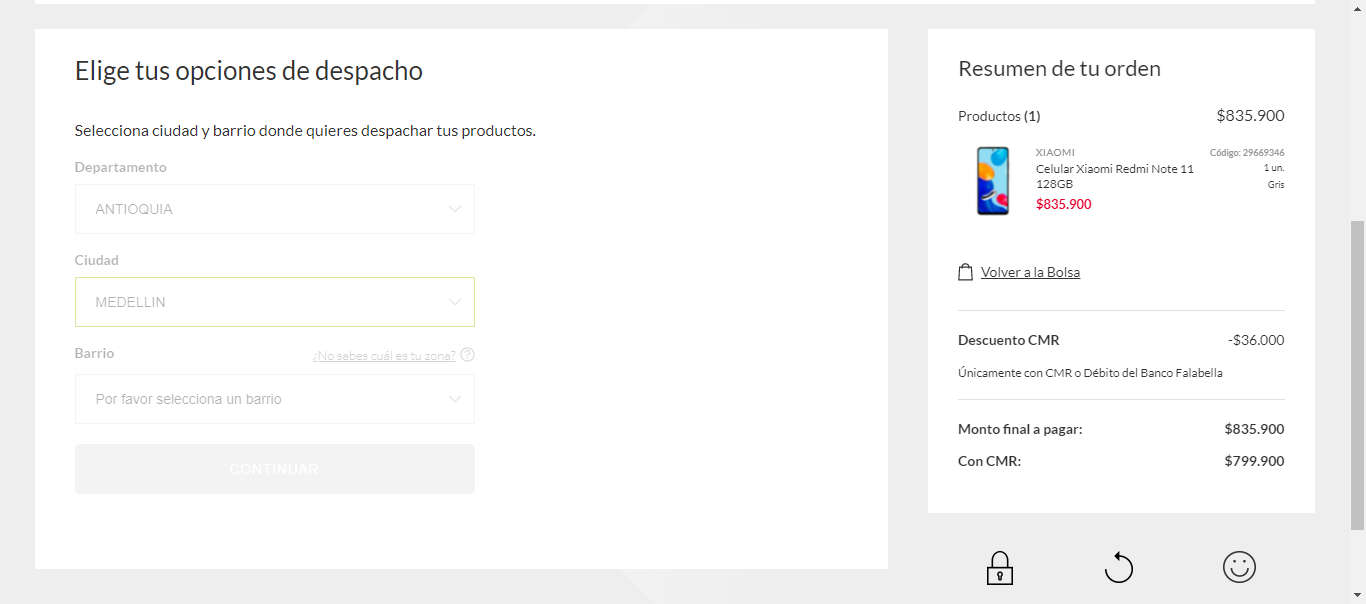 Elige tus opciones de despacho
Selecciona ciudad y barrio donde quieres despachar tus productos.
Departamento
ANTIOQUIA
Ciudad
MEDELLIN
Barrio
¿No sabes cuál es tu zona? ?
Por favor selecciona un barrio
CONTINUAR
Resumen de tu orden
Productos (1) $835.900
XIAOMI Código: 29669346
Celular Xiaomi Redmi Note 11 1 un.
128GB Gris
$835.900
Volver a la Bolsa
Descuento CMR -$36.000
Únicamente con CMR o Débito del Banco Falabella
Monto final a pagar: $835.900
Con CMR: $799.900